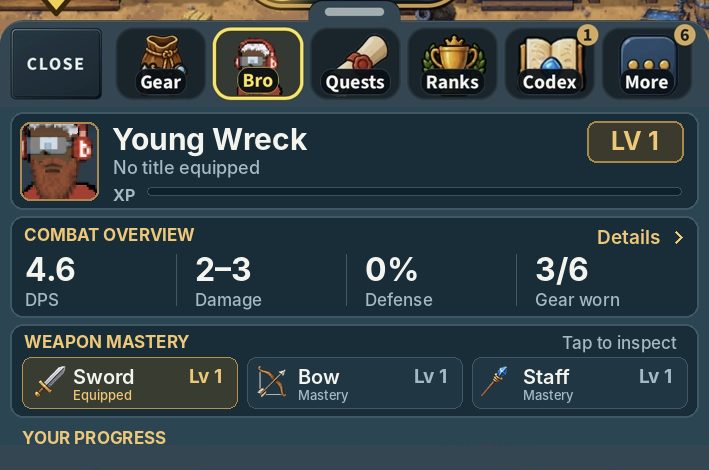 CLOSE
Gear
Bro
Quests
Ranks
1
Codex
6
More
Young Wreck
LV 1
No title equipped
XP
COMBAT OVERVIEW
Details >
4.6
2–3
0%
3/6
DPS
Damage
Defense
Gear worn
WEAPON MASTERY
Tap to inspect
Sword
Lv 1
Equipped
Bow
Lv 1
Mastery
Staff
Lv 1
Mastery
YOUR PROGRESS